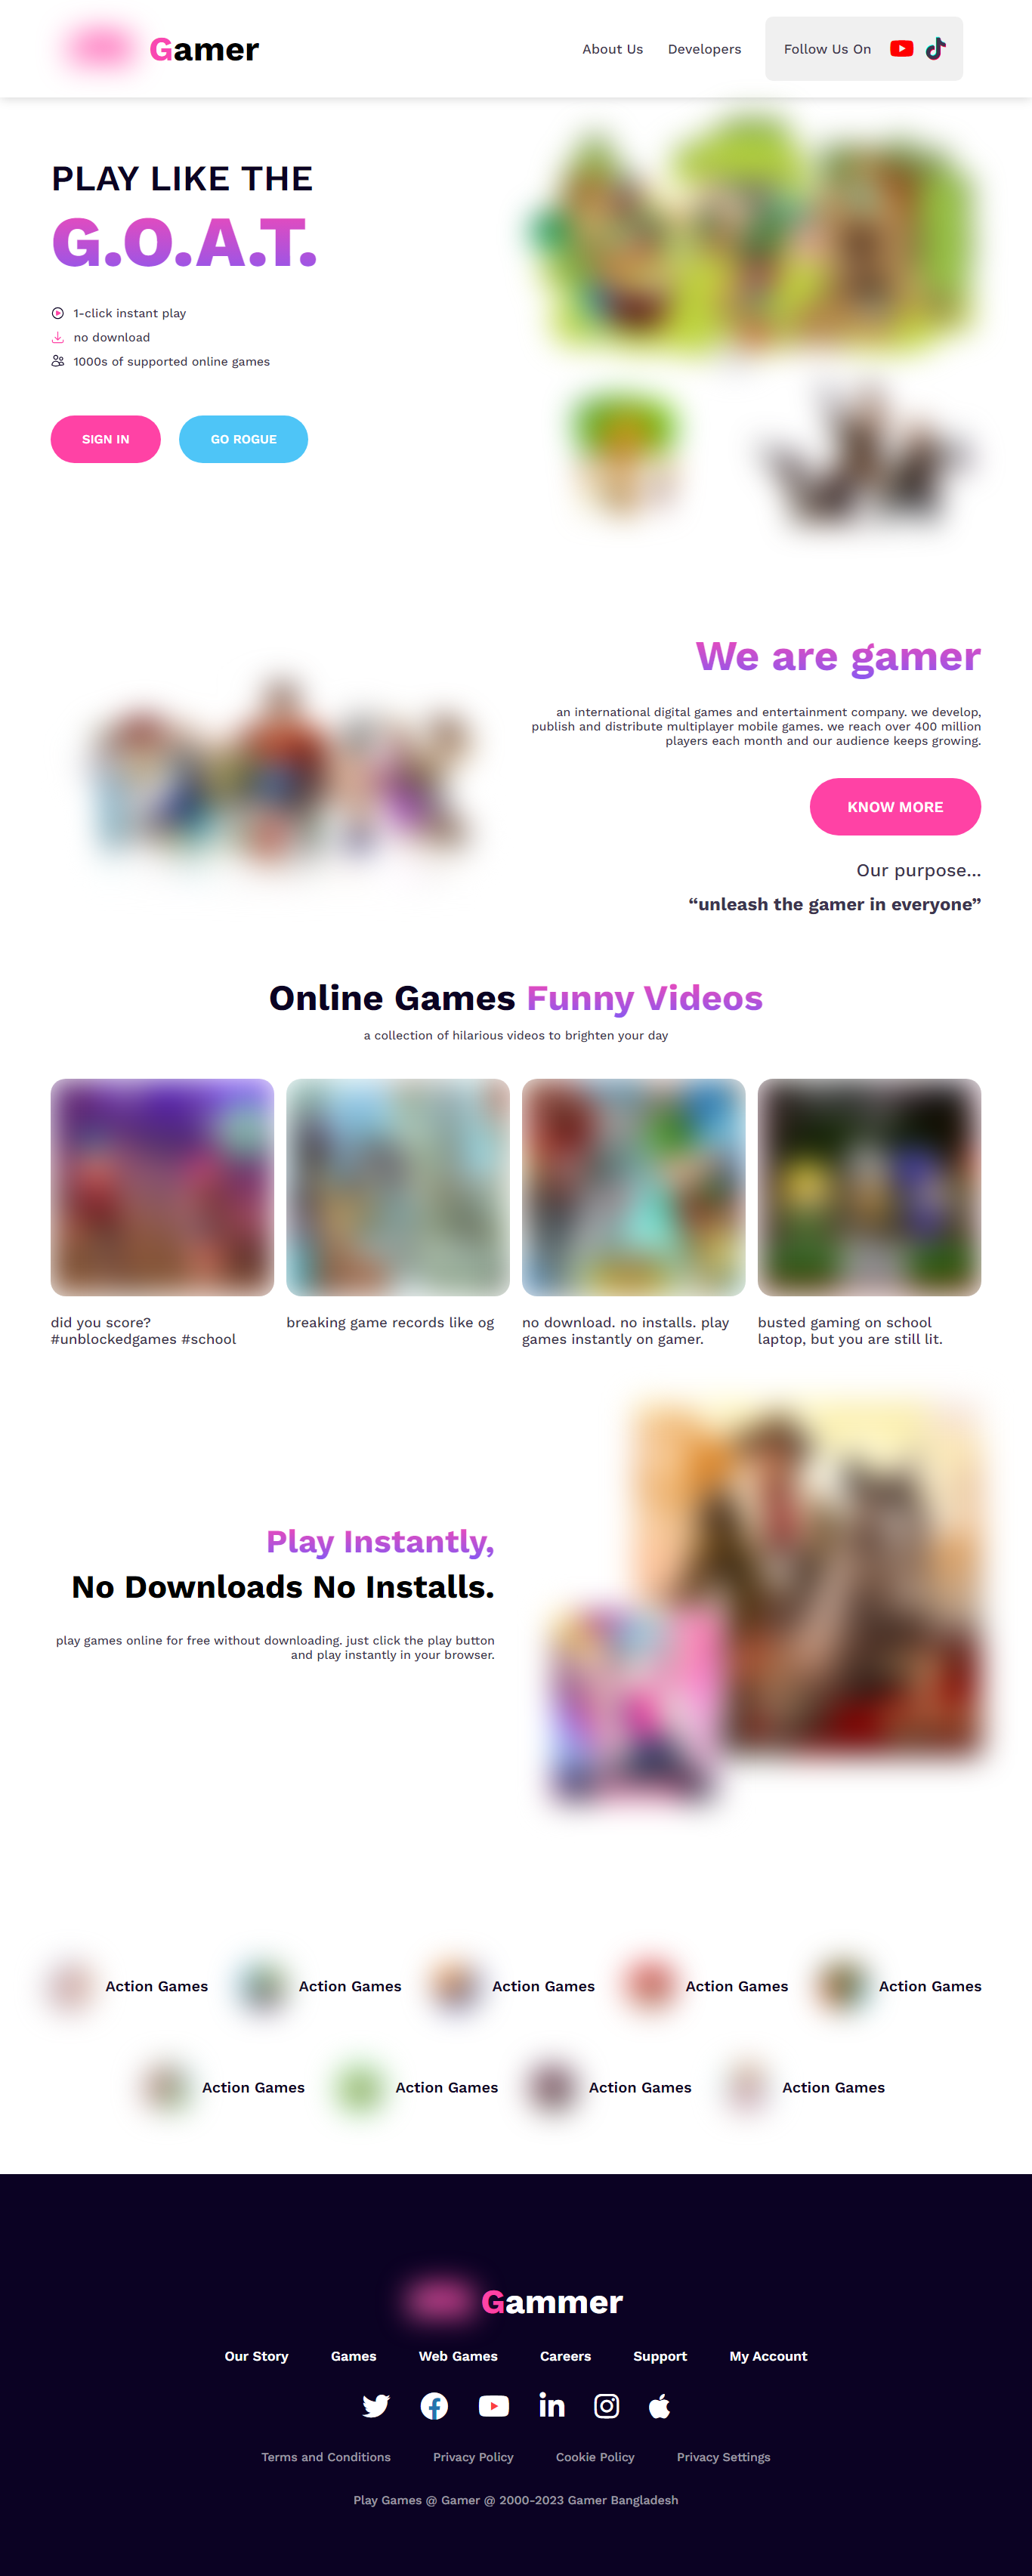 Gamer
About Us
Developers
Follow Us On
PLAY LIKE THE
G.O.A.T.
1-click instant play
no download
1000s of supported online games
SIGN IN
GO ROGUE
We are gamer
an international digital games and entertainment company. we develop,
publish and distribute multiplayer mobile games. we reach over 400 million
players each month and our audience keeps growing.
KNOW MORE
Our purpose...
“unleash the gamer in everyone”
Online Games Funny Videos
a collection of hilarious videos to brighten your day
did you score?
#unblockedgames #school
breaking game records like og
no download. no installs. play
games instantly on gamer.
busted gaming on school
laptop, but you are still lit.
Play Instantly,
No Downloads No Installs.
play games online for free without downloading. just click the play button
and play instantly in your browser.
Action Games
Action Games
Action Games
Action Games
Action Games
Action Games
Action Games
Action Games
Action Games
Gammer
Our Story
Games
Web Games
Careers
Support
My Account
Terms and Conditions
Privacy Policy
Cookie Policy
Privacy Settings
Play Games @ Gamer @ 2000-2023 Gamer Bangladesh